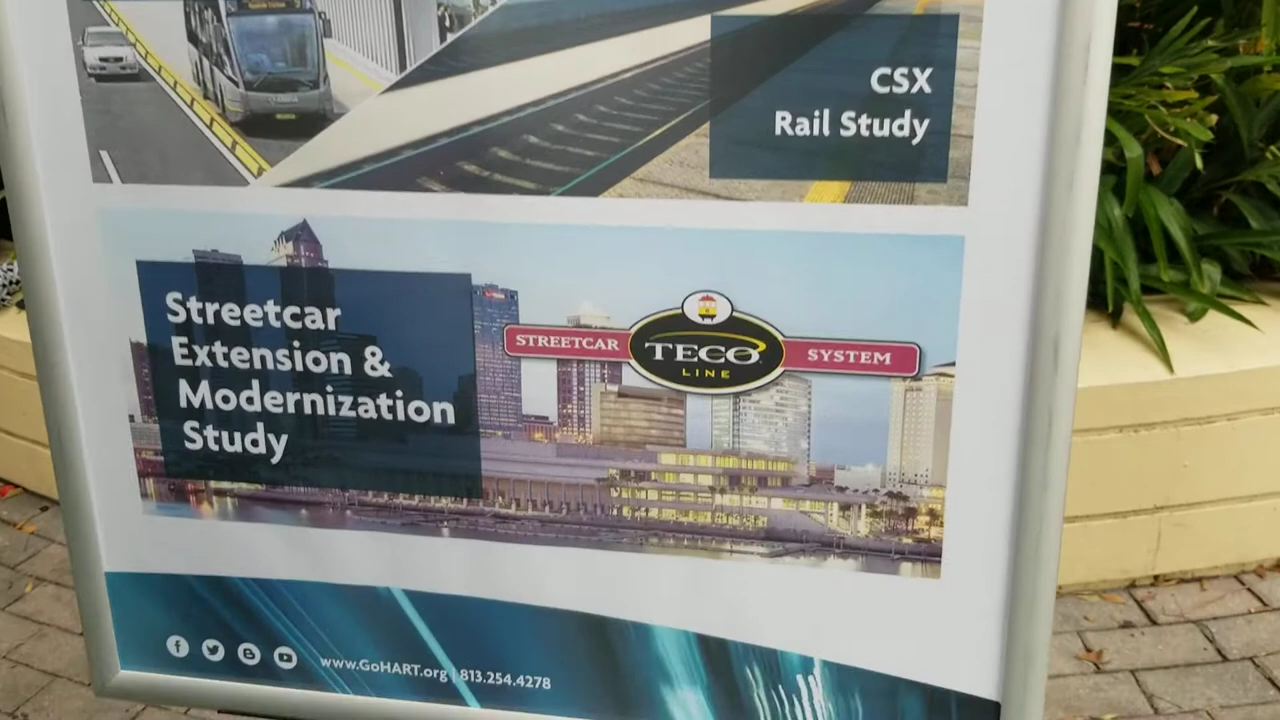 CSX
Rail Study
Streetcar
Extension &
Modernization
Study
STREETCAR
TECO
LINE
SYSTEM
www.GoHART.org | 813.254.4278